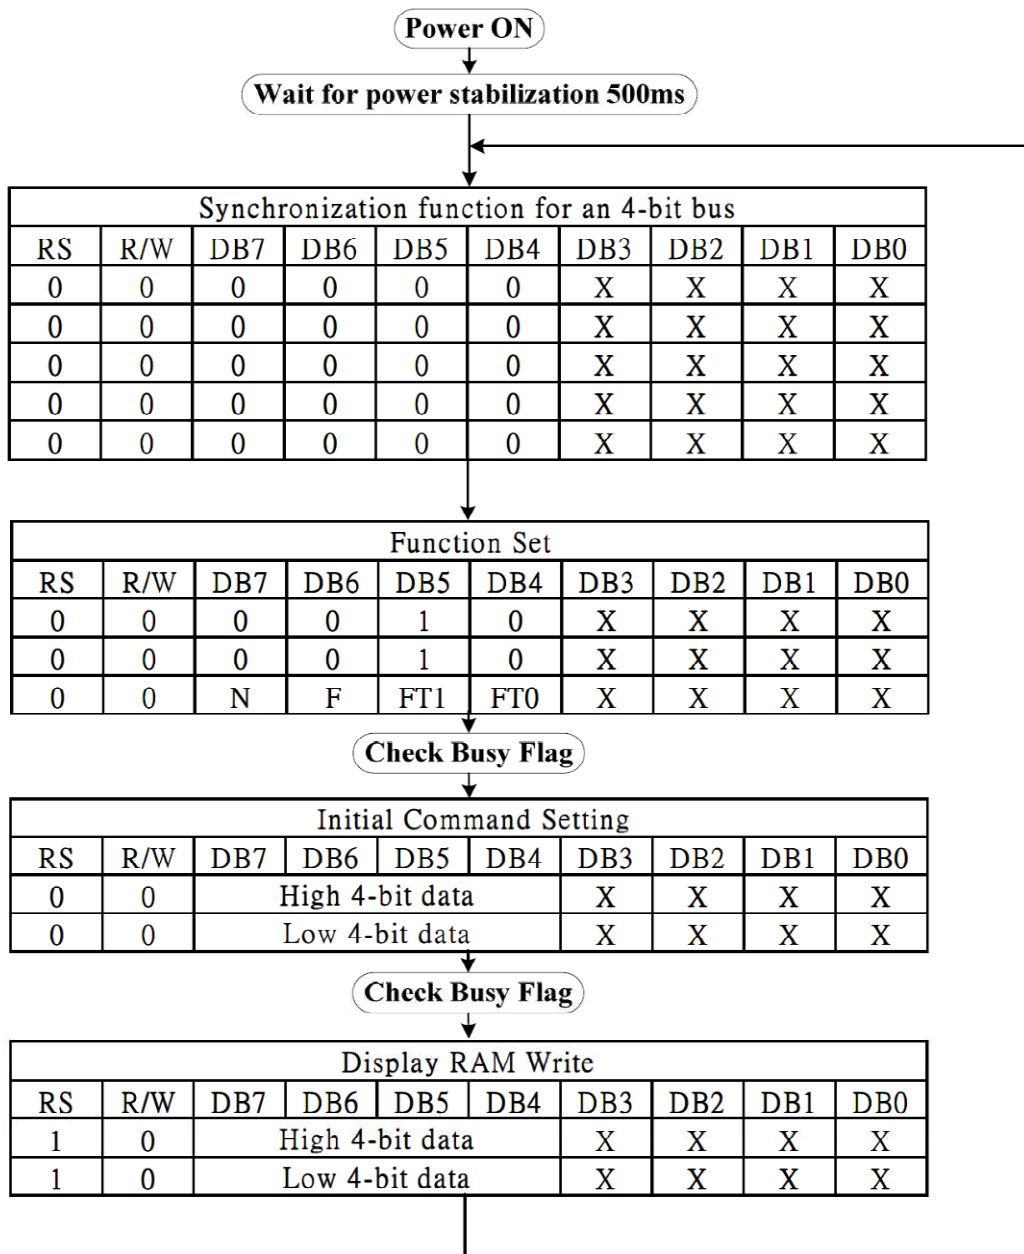 Power ON
Wait for power stabilization 500ms
Synchronization function for an 4-bit bus
RS R/W DB7 DB6 DB5 DB4 DB3 DB2 DB1 DB0
0 0 0 0 0 0 X X X X
0 0 0 0 0 0 X X X X
0 0 0 0 0 0 X X X X
0 0 0 0 0 0 X X X X
0 0 0 0 0 0 X X X X
Function Set
RS R/W DB7 DB6 DB5 DB4 DB3 DB2 DB1 DB0
0 0 0 0 1 0 X X X X
0 0 0 0 1 0 X X X X
0 0 N F FT1 FT0 X X X X
Check Busy Flag
Initial Command Setting
RS R/W DB7 DB6 DB5 DB4 DB3 DB2 DB1 DB0
0 0 High 4-bit data X X X X
0 0 Low 4-bit data X X X X
Check Busy Flag
Display RAM Write
RS R/W DB7 DB6 DB5 DB4 DB3 DB2 DB1 DB0
1 0 High 4-bit data X X X X
1 0 Low 4-bit data X X X X